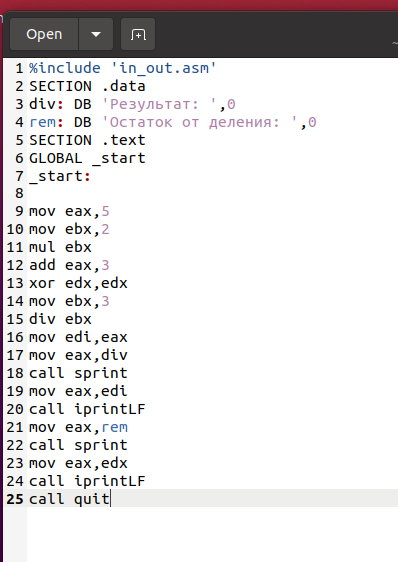 Open
1 %include 'in_out.asm'
2 SECTION .data
3 div: DB 'Результат: ',0
4 rem: DB 'Остаток от деления: ',0
5 SECTION .text
6 GLOBAL _start
7 _start:
8
9 mov eax,5
10 mov ebx,2
11 mul ebx
12 add eax,3
13 xor edx,edx
14 mov ebx,3
15 div ebx
16 mov edi,eax
17 mov eax,div
18 call sprint
19 mov eax,edi
20 call iprintLF
21 mov eax,rem
22 call sprint
23 mov eax,edx
24 call iprintLF
25 call quit